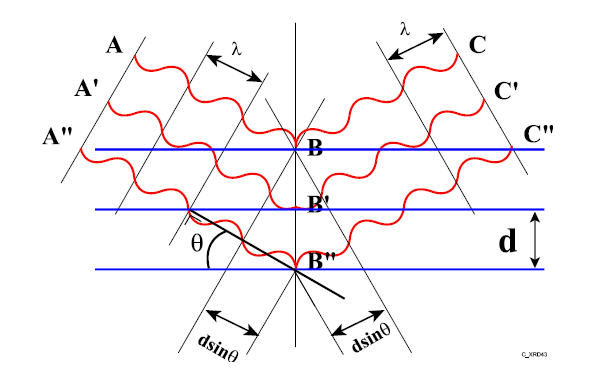 A
λ
λ
C
A'
C'
A"
C"
B
B'
θ
d
B"
dsinθ
dsinθ
C_XRD43